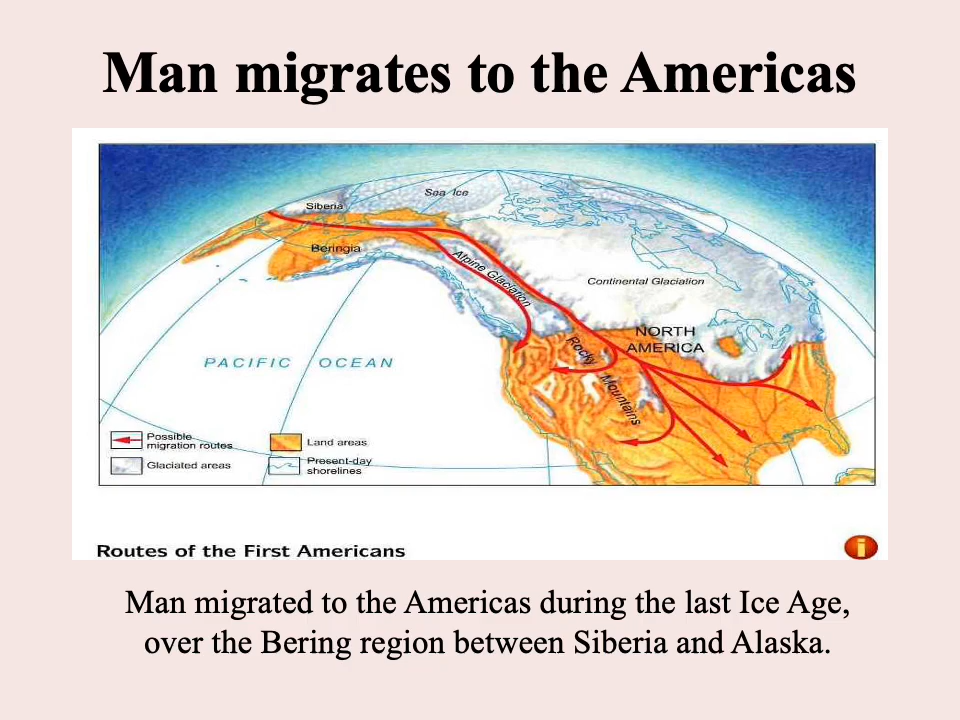 Man migrates to the Americas
Sea Ice
Siberia
Beringia
Alpine Glaciation
Continental Glaciation
NORTH
AMERICA
Rocky Mountains
PACIFIC OCEAN
Possible
migration routes
Land areas
Glaciated areas
Present-day
shorelines
Routes of the First Americans
i
Man migrated to the Americas during the last Ice Age,
over the Bering region between Siberia and Alaska.